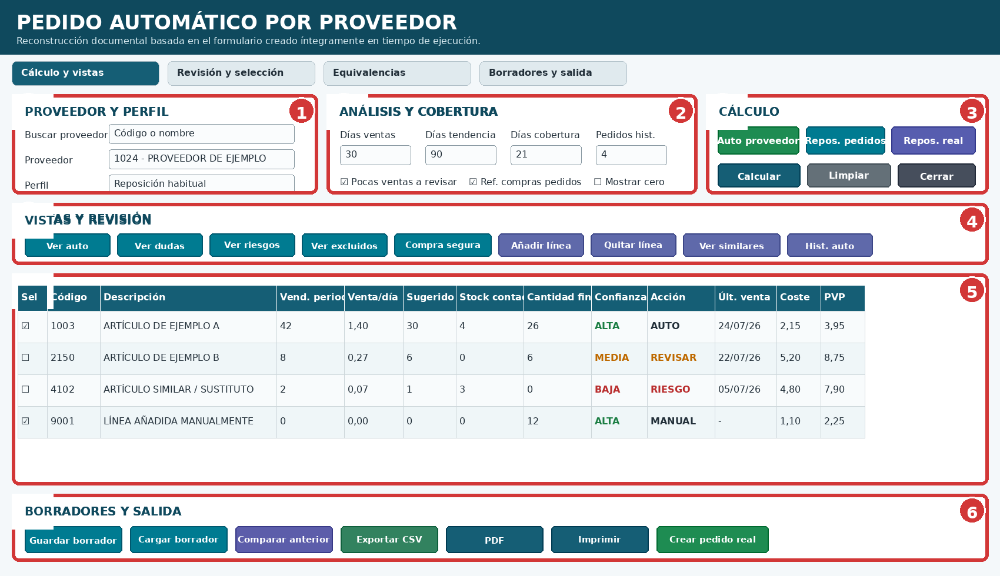 PEDIDO AUTOMÁTICO POR PROVEEDOR
Reconstrucción documental basada en el formulario creado íntegramente en tiempo de ejecución.
Cálculo y vistas
Revisión y selección
Equivalencias
Borradores y salida
PROVEEDOR Y PERFIL
1
Buscar proveedor
Código o nombre
Proveedor
1024 - PROVEEDOR DE EJEMPLO
Perfil
Reposición habitual
ANÁLISIS Y COBERTURA
2
Días ventas
Días tendencia
Días cobertura
Pedidos hist.
30
90
21
4
☑ Pocas ventas a revisar
☑ Ref. compras pedidos
☐ Mostrar cero
CÁLCULO
3
Auto proveedor
Repos. pedidos
Repos. real
Calcular
Limpiar
Cerrar
VISTAS Y REVISIÓN
4
Ver auto
Ver dudas
Ver riesgos
Ver excluidos
Compra segura
Añadir línea
Quitar línea
Ver similares
Hist. auto
5
Sel Código Descripción Vend. period Venta/día Sugerido Stock contac Cantidad fin Confianza Acción Últ. venta Coste PVP
☑ 1003 ARTÍCULO DE EJEMPLO A 42 1,40 30 4 26 ALTA AUTO 24/07/26 2,15 3,95
☐ 2150 ARTÍCULO DE EJEMPLO B 8 0,27 6 0 6 MEDIA REVISAR 22/07/26 5,20 8,75
☐ 4102 ARTÍCULO SIMILAR / SUSTITUTO 2 0,07 1 3 0 BAJA RIESGO 05/07/26 4,80 7,90
☑ 9001 LÍNEA AÑADIDA MANUALMENTE 0 0,00 0 0 12 ALTA MANUAL - 1,10 2,25
BORRADORES Y SALIDA
6
Guardar borrador
Cargar borrador
Comparar anterior
Exportar CSV
PDF
Imprimir
Crear pedido real